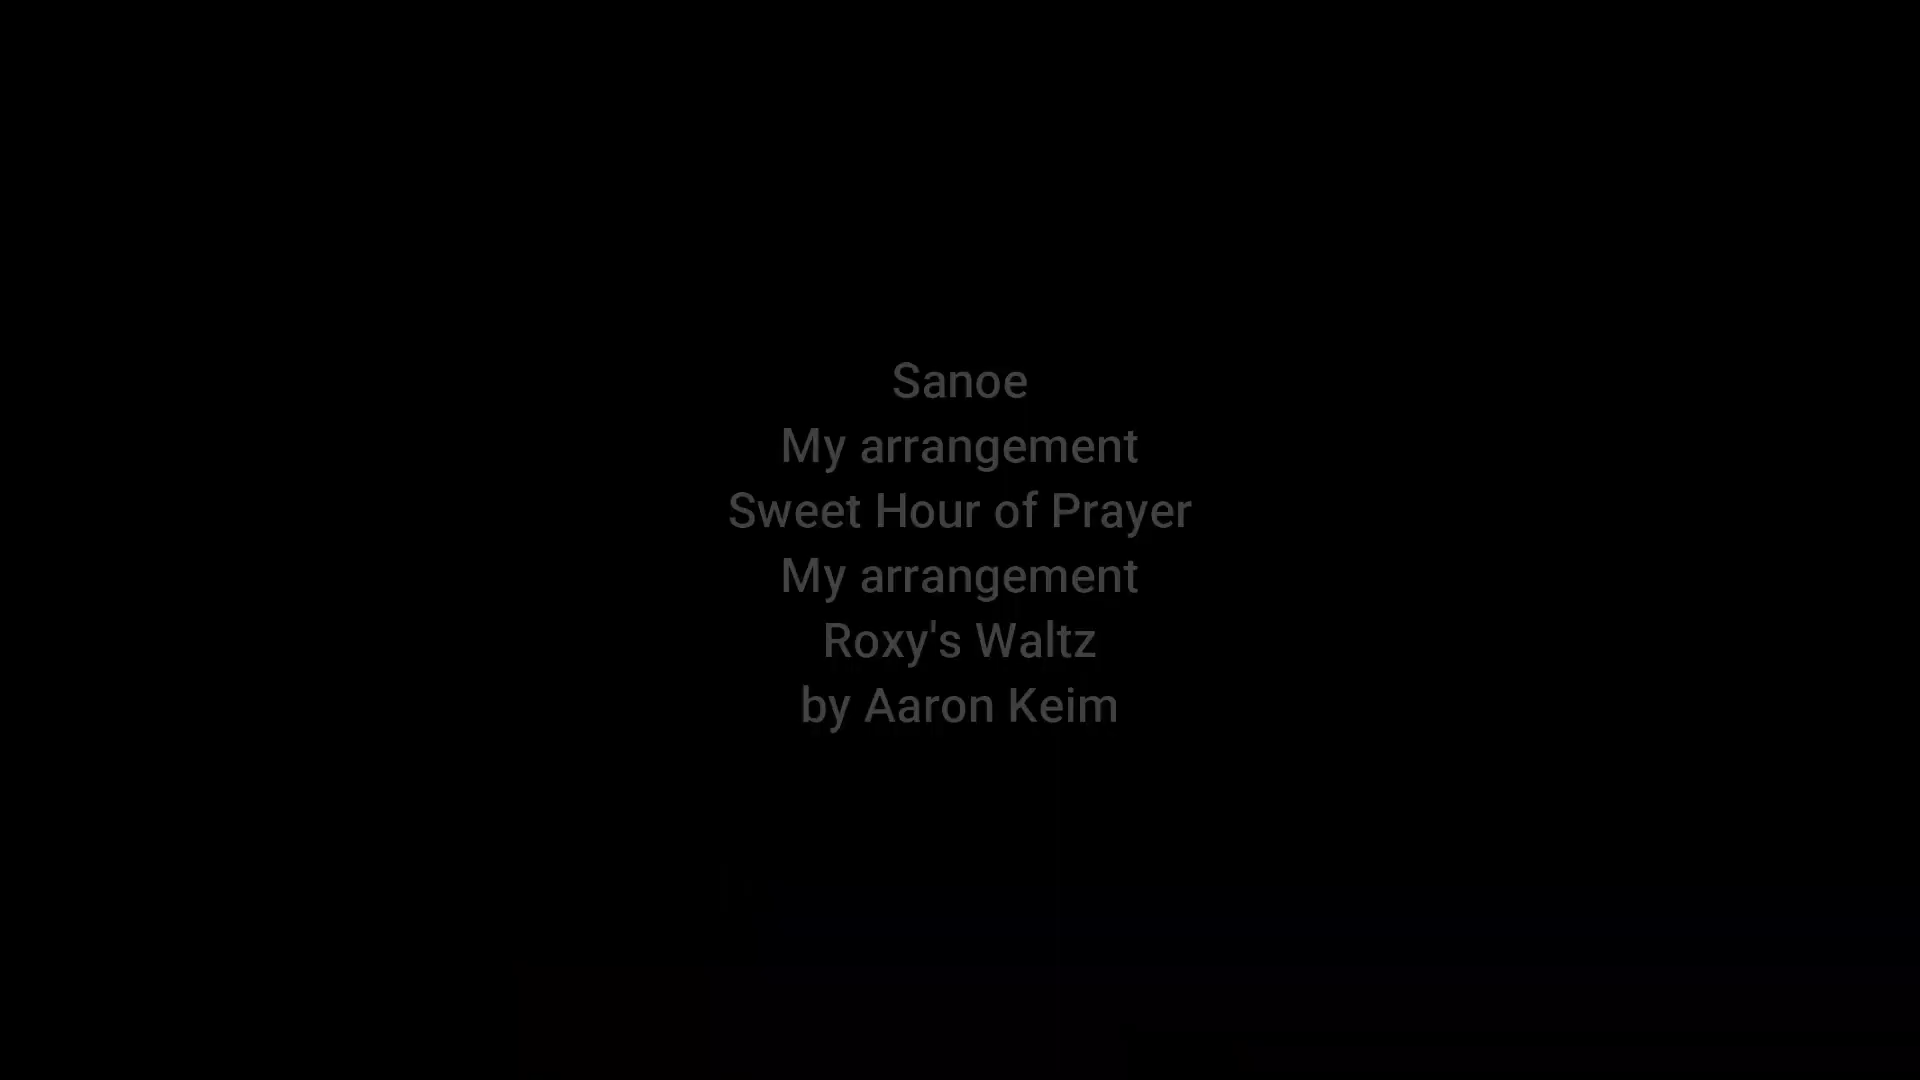 Sanoe
My arrangement
Sweet Hour of Prayer
My arrangement
Roxy's Waltz
by Aaron Keim